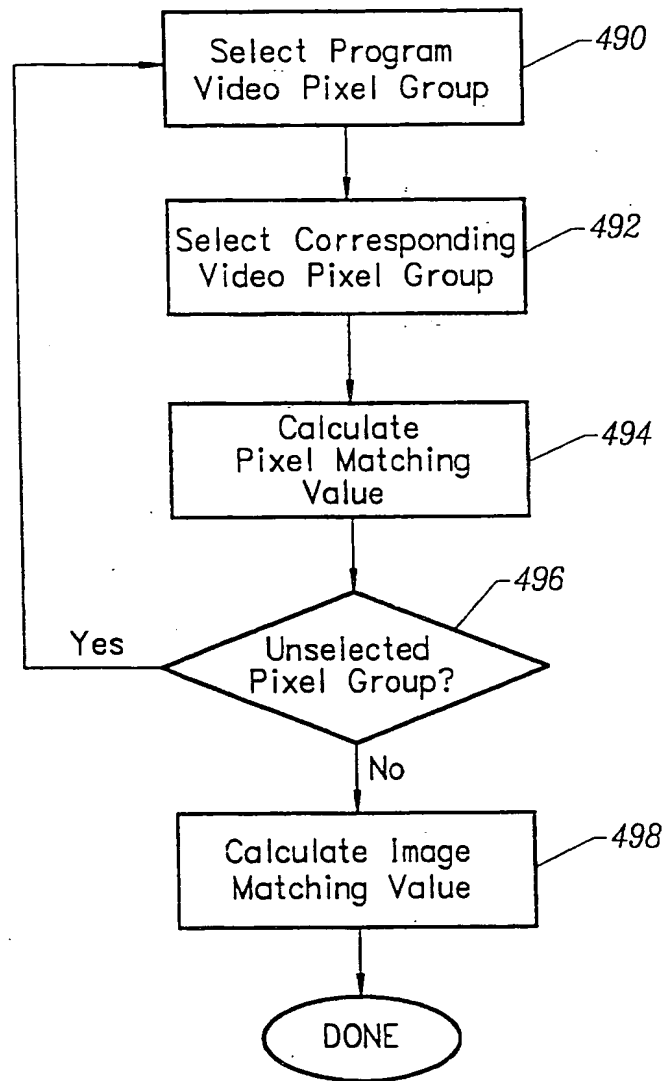 Select Program
Video Pixel Group
490
Select Corresponding
Video Pixel Group
492
Calculate
Pixel Matching
Value
494
496
Yes
Unselected
Pixel Group?
No
Calculate Image
Matching Value
498
DONE